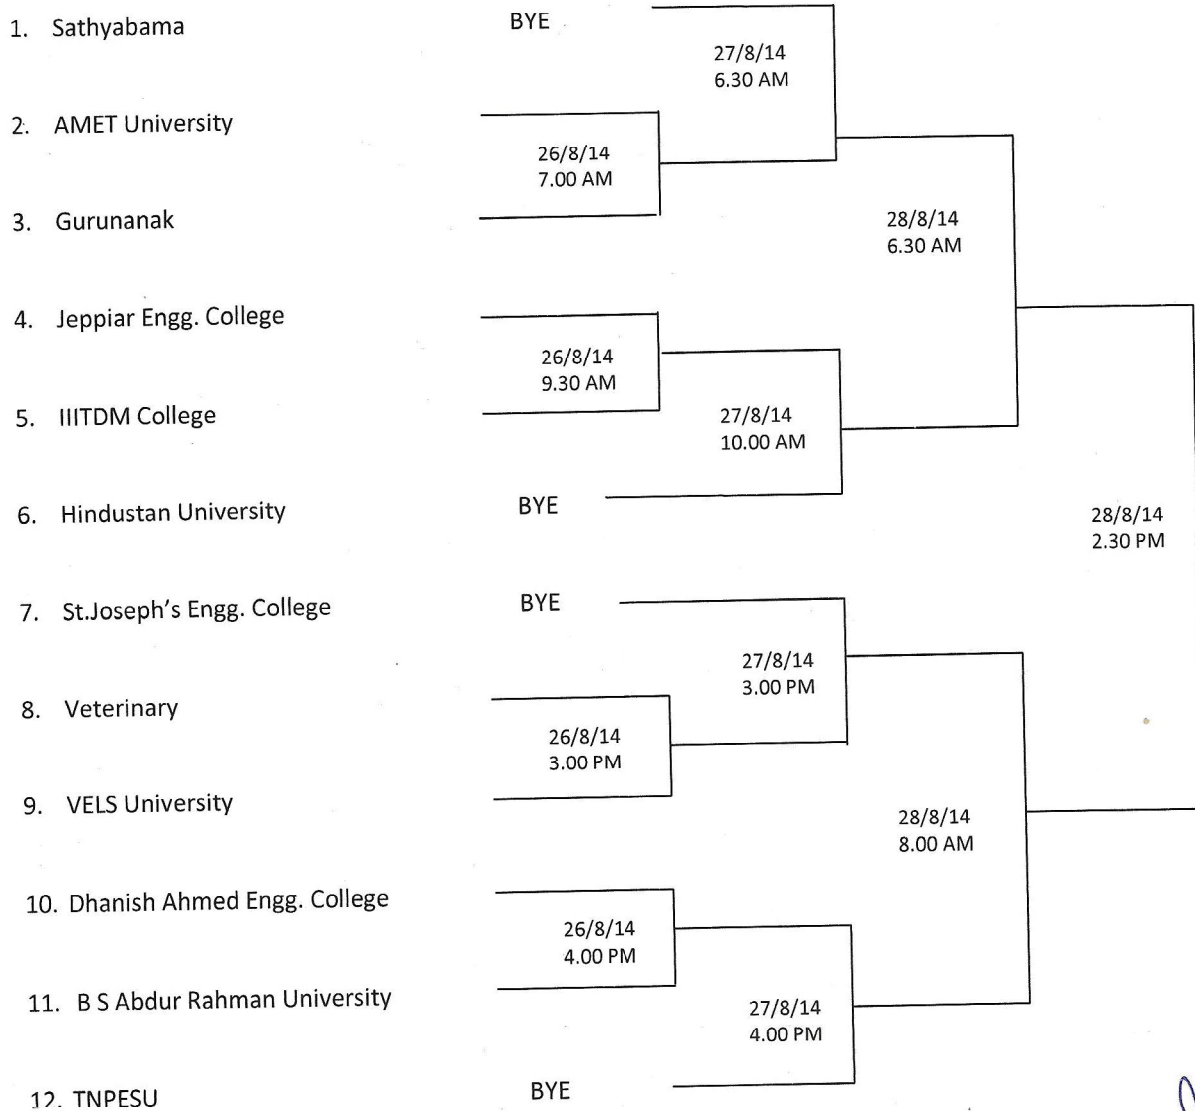 1. Sathyabama BYE
27/8/14
6.30 AM
2. AMET University
26/8/14
7.00 AM
3. Gurunanak
28/8/14
6.30 AM
4. Jeppiar Engg. College
26/8/14
9.30 AM
5. IIITDM College
27/8/14
10.00 AM
6. Hindustan University BYE
28/8/14
2.30 PM
7. St.Joseph's Engg. College BYE
27/8/14
3.00 PM
8. Veterinary
26/8/14
3.00 PM
9. VELS University
28/8/14
8.00 AM
10. Dhanish Ahmed Engg. College
26/8/14
4.00 PM
11. B S Abdur Rahman University
27/8/14
4.00 PM
12. TNPESU BYE